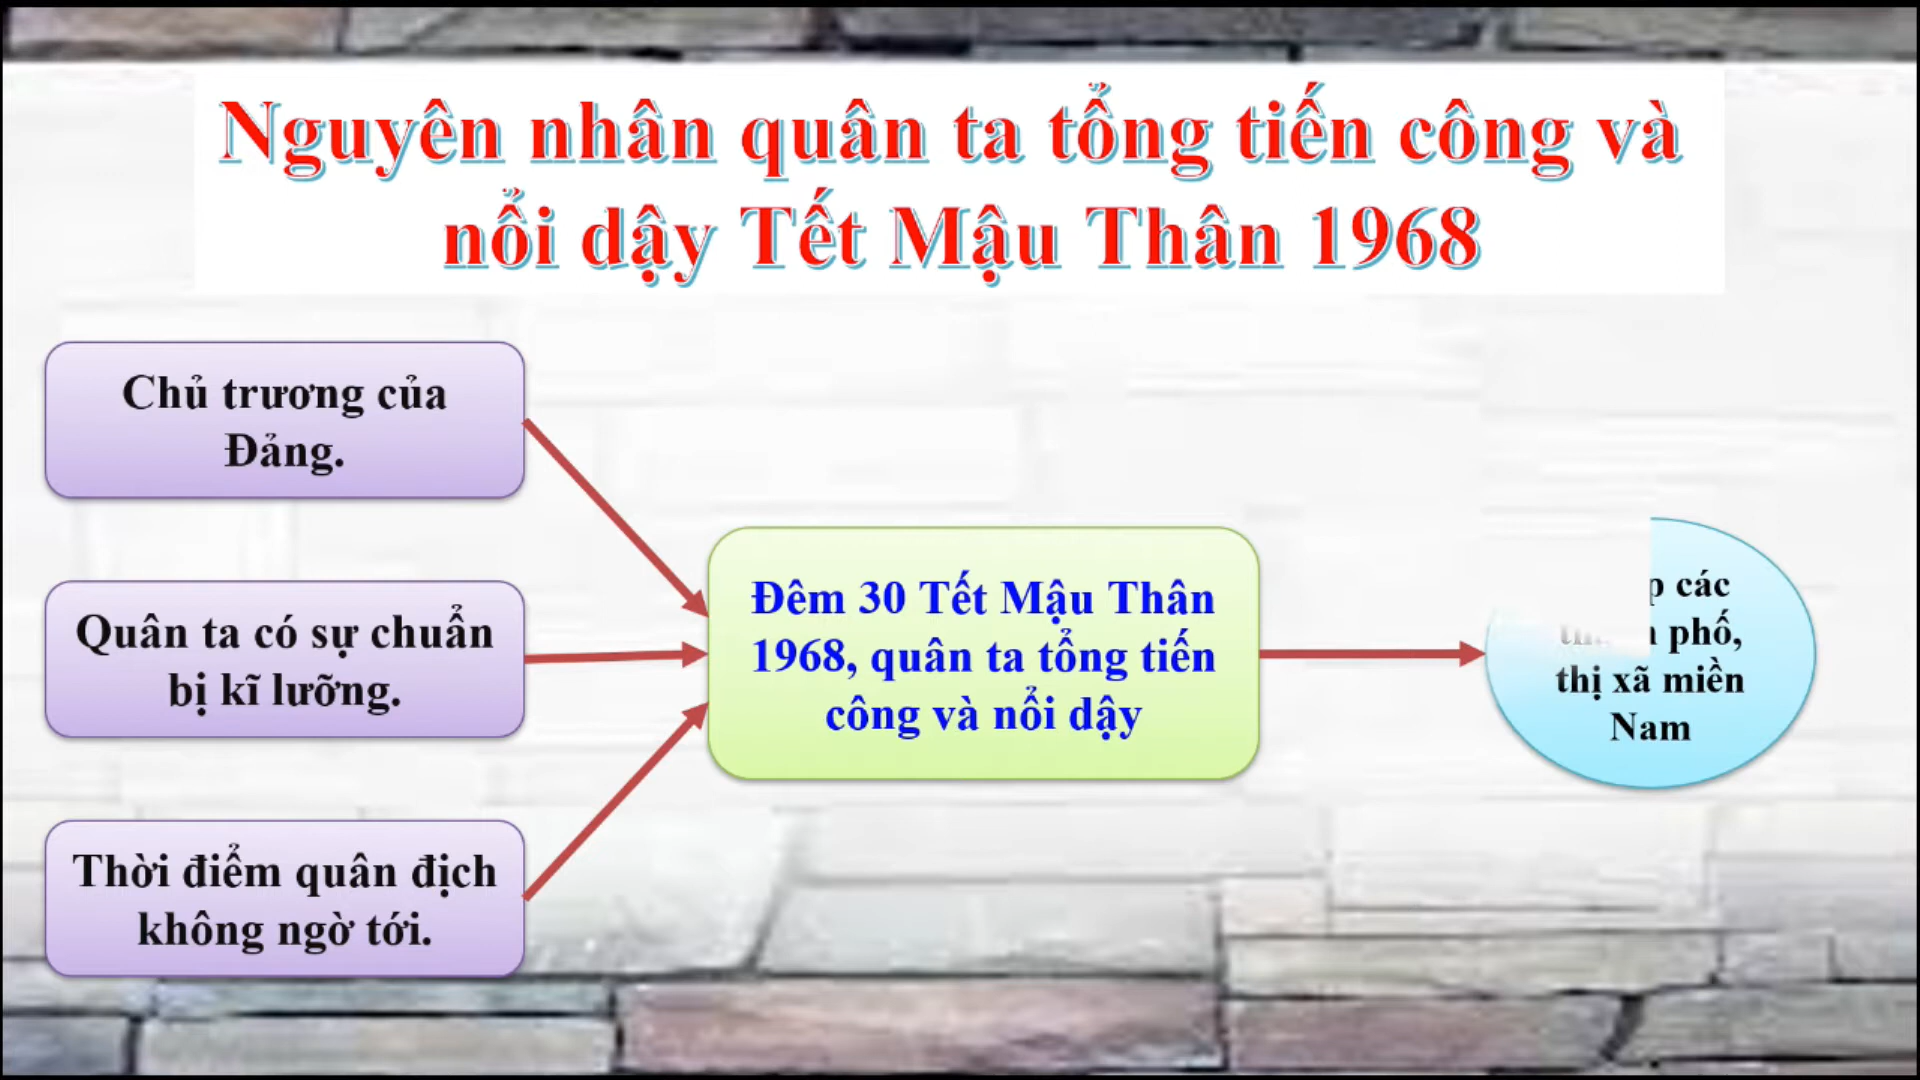 Nguyên nhân quân ta tổng tiến công và
nổi dậy Tết Mậu Thân 1968
Chủ trương của
Đảng.
Quân ta có sự chuẩn
bị kĩ lưỡng.
Thời điểm quân địch
không ngờ tới.
Đêm 30 Tết Mậu Thân
1968, quân ta tổng tiến
công và nổi dậy
các
phố,
thị xã miền
Nam